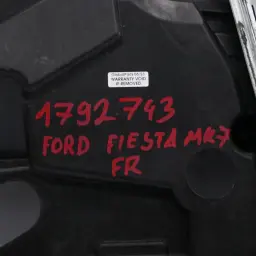 WARRANTY VOID
IF REMOVED
1792743
FORD FIESTA MK7
FR